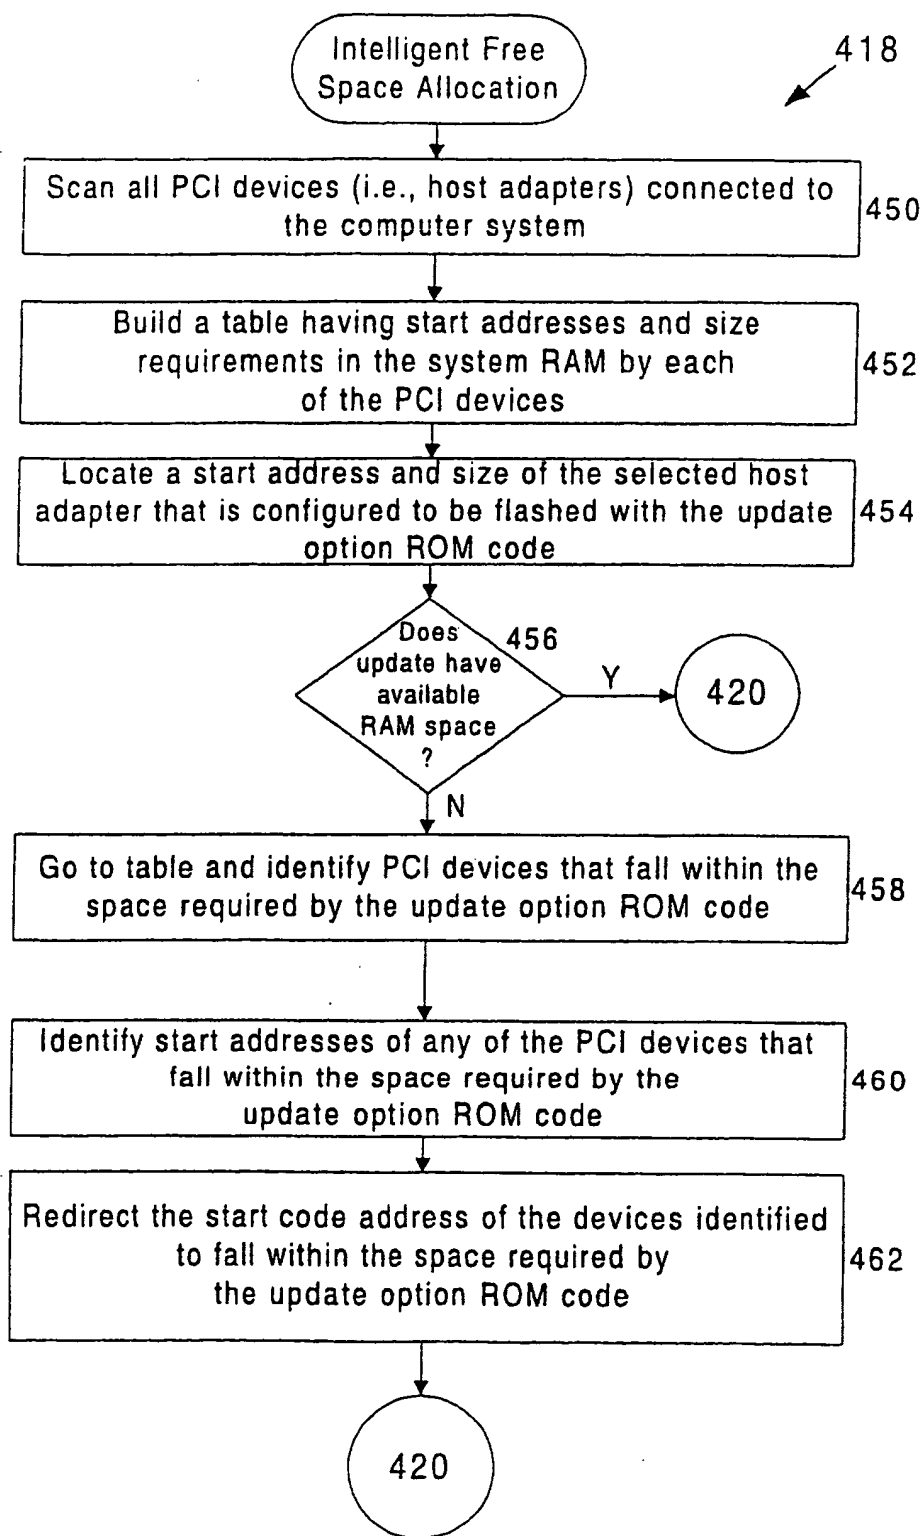 Intelligent Free
Space Allocation
418
Scan all PCI devices (i.e., host adapters) connected to
the computer system
450
Build a table having start addresses and size
requirements in the system RAM by each
of the PCI devices
452
Locate a start address and size of the selected host
adapter that is configured to be flashed with the update
option ROM code
454
Does
update have
available
RAM space
?
456
Y
420
N
Go to table and identify PCI devices that fall within the
space required by the update option ROM code
458
Identify start addresses of any of the PCI devices that
fall within the space required by the
update option ROM code
460
Redirect the start code address of the devices identified
to fall within the space required by
the update option ROM code
462
420